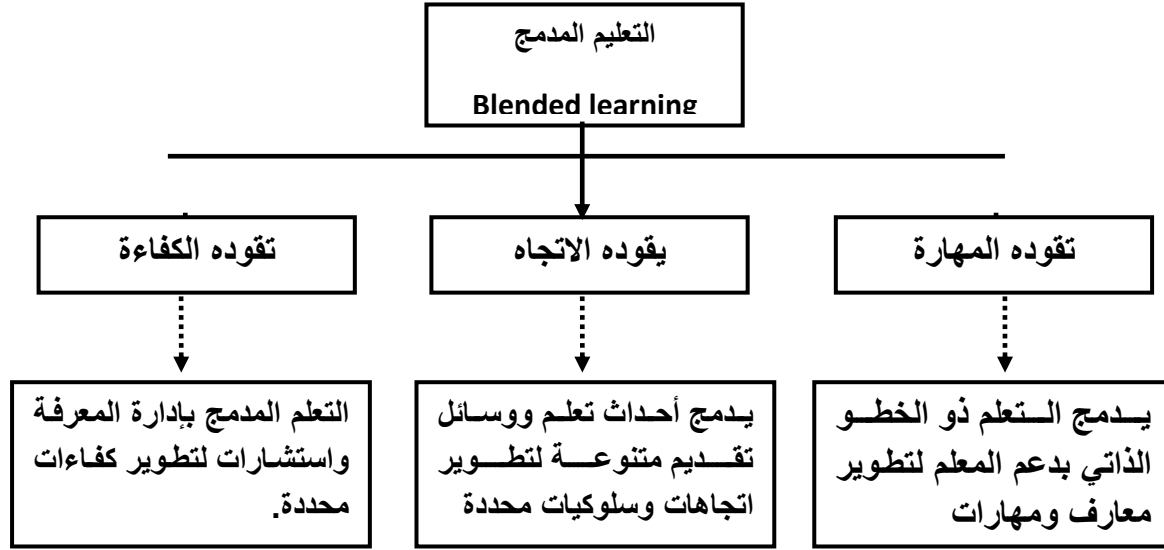 التعليم المدمج
Blended learning
تقوده المهارة
يقوده الاتجاه
تقوده الكفاءة
يدمج التعلم ذو الخطو
الذاتي بدعم المعلم لتطوير
معارف ومهارات
يدمج أحداث تعلم ووسائل
تقديم متنوعة لتطوير
اتجاهات وسلوكيات محددة
التعلم المدمج بإدارة المعرفة
واستشارات لتطوير كفاءات
محددة.